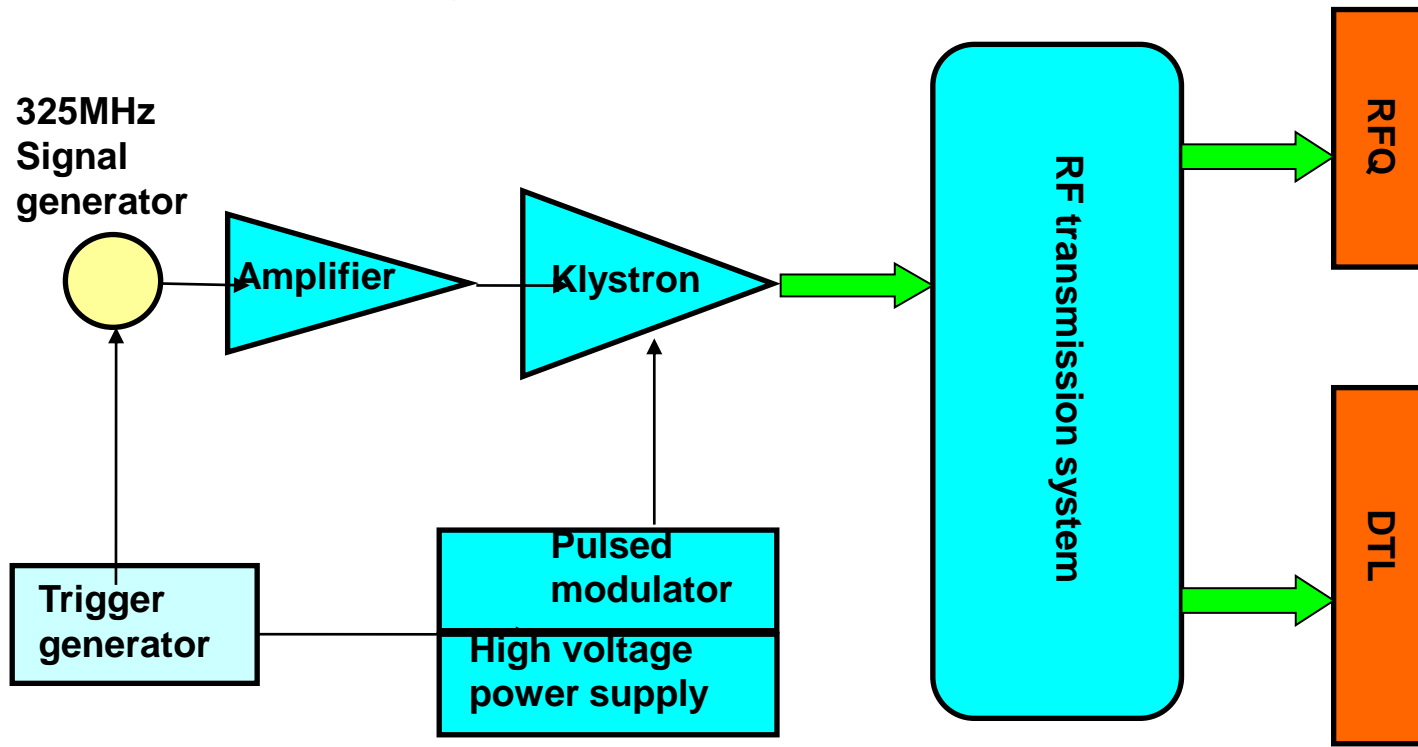 325MHz
Signal
generator
Amplifier
Klystron
RF transmission system
RFQ
DTL
Trigger
generator
Pulsed
modulator
High voltage
power supply